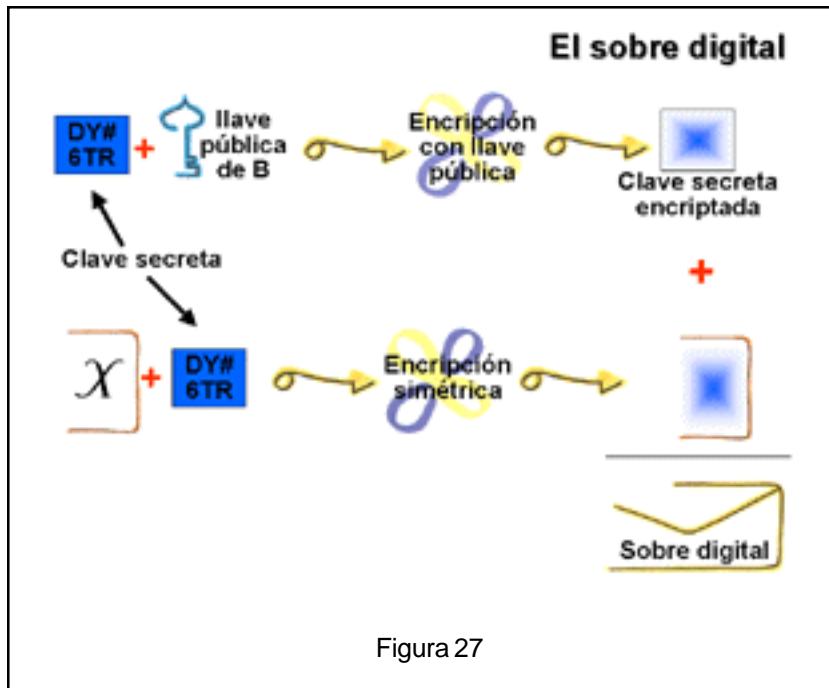 El sobre digital
DY#
6TR
+
llave
pública
de B
Encripción
con llave
pública
Clave secreta
encriptada
Clave secreta
+
X
+
DY#
6TR
Encripción
simétrica
Sobre digital
Figura 27